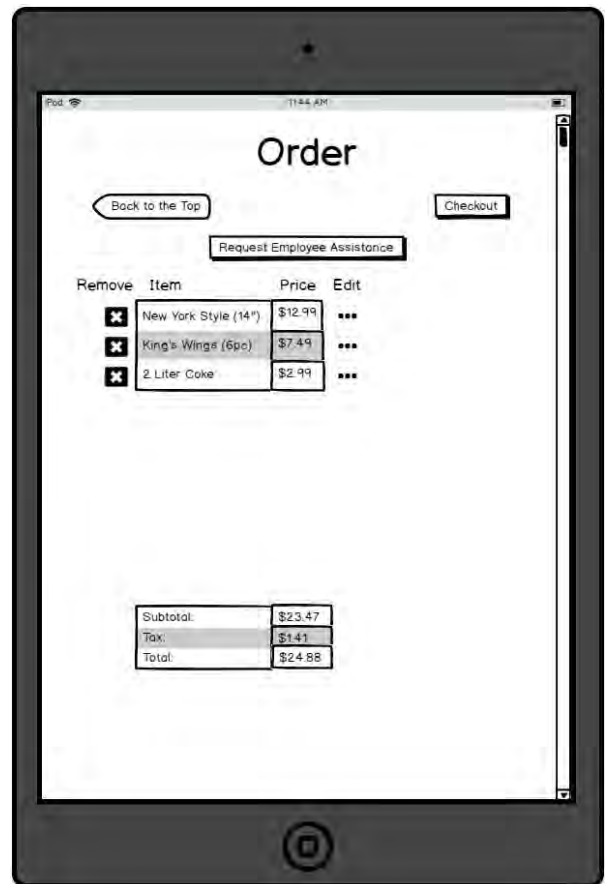 iPod 11:44 AM
Order
Back to the Top Checkout
Request Employee Assistance
Remove Item Price Edit
New York Style (14") $12.99
King's Wings (6pc) $7.49
2 Liter Coke $2.99
Subtotal: $23.47
Tax: $1.41
Total: $24.88